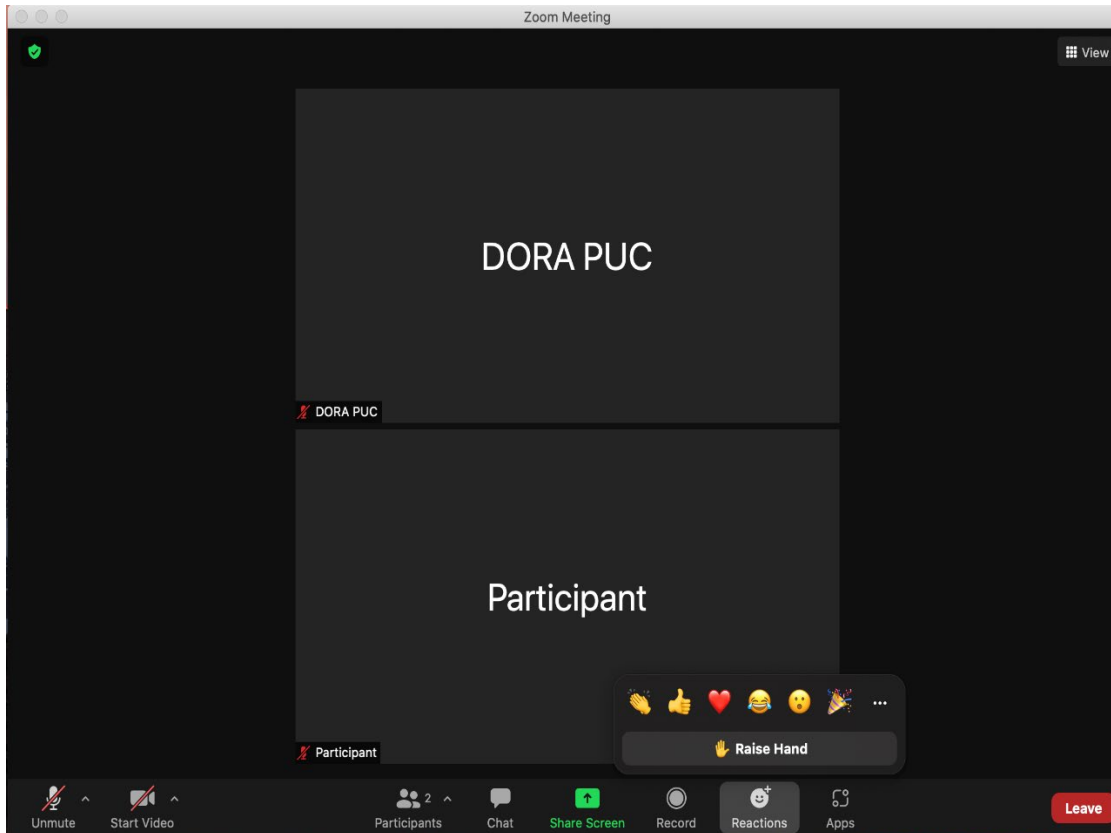 Zoom Meeting
View
DORA PUC
DORA PUC
Participant
Raise Hand
Participant
2
Unmute
Start Video
Participants
Chat
Share Screen
Record
Reactions
Apps
Leave